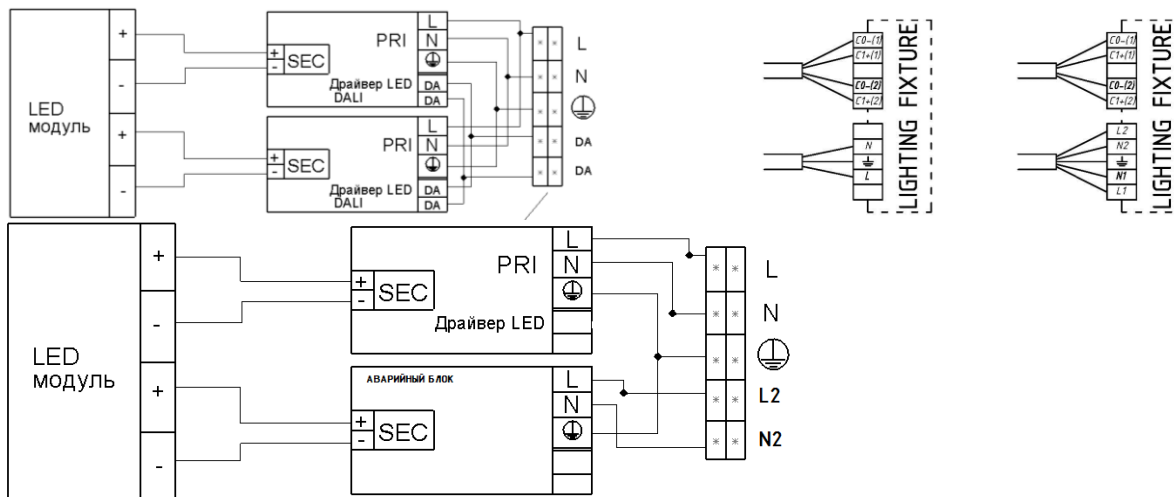 LED
модуль
+
-
+
-
+
-
SEC
PRI
L
N
Драйвер LED
DALI
DA
DA
+
-
SEC
PRI
L
N
Драйвер LED
DALI
DA
DA
L
N
DA
DA
C0-(1)
C1+(1)
C0-(2)
C1+(2)
N
L
LIGHTING FIXTURE
C0-(1)
C1+(1)
C0-(2)
C1+(2)
L2
N2
N1
L1
LIGHTING FIXTURE
LED
модуль
+
-
+
-
+
-
SEC
PRI
L
N
Драйвер LED
АВАРИЙНЫЙ БЛОК
+
-
SEC
L
N
L
N
L2
N2